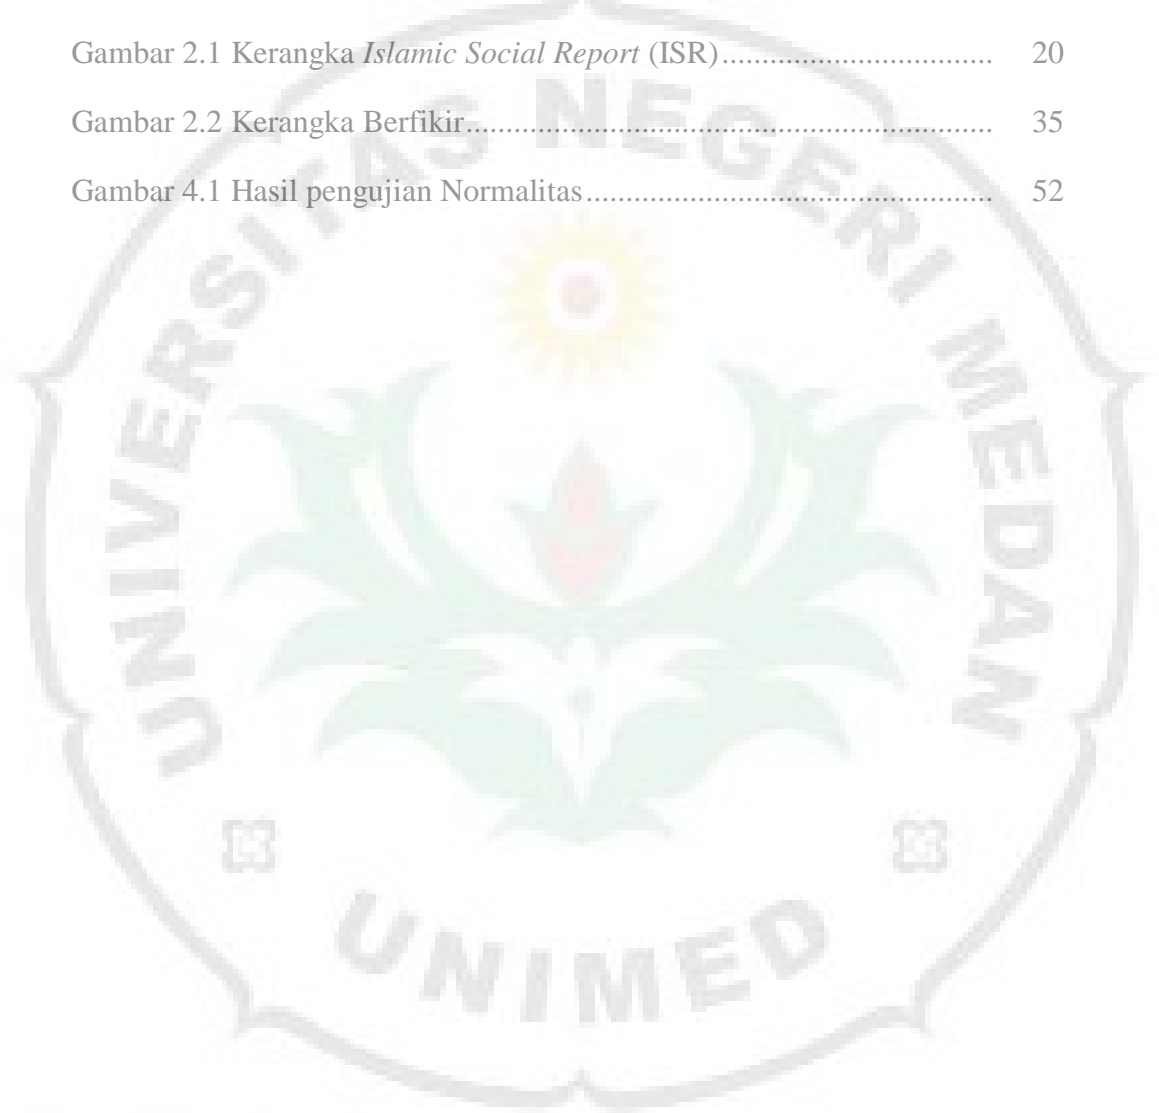 Gambar 2.1 Kerangka Islamic Social Report (ISR).................................. 20
Gambar 2.2 Kerangka Berfikir.................................................................. 35
Gambar 4.1 Hasil pengujian Normalitas................................................... 52
UNIVERSITAS NEGERI MEDAN
UNIMED